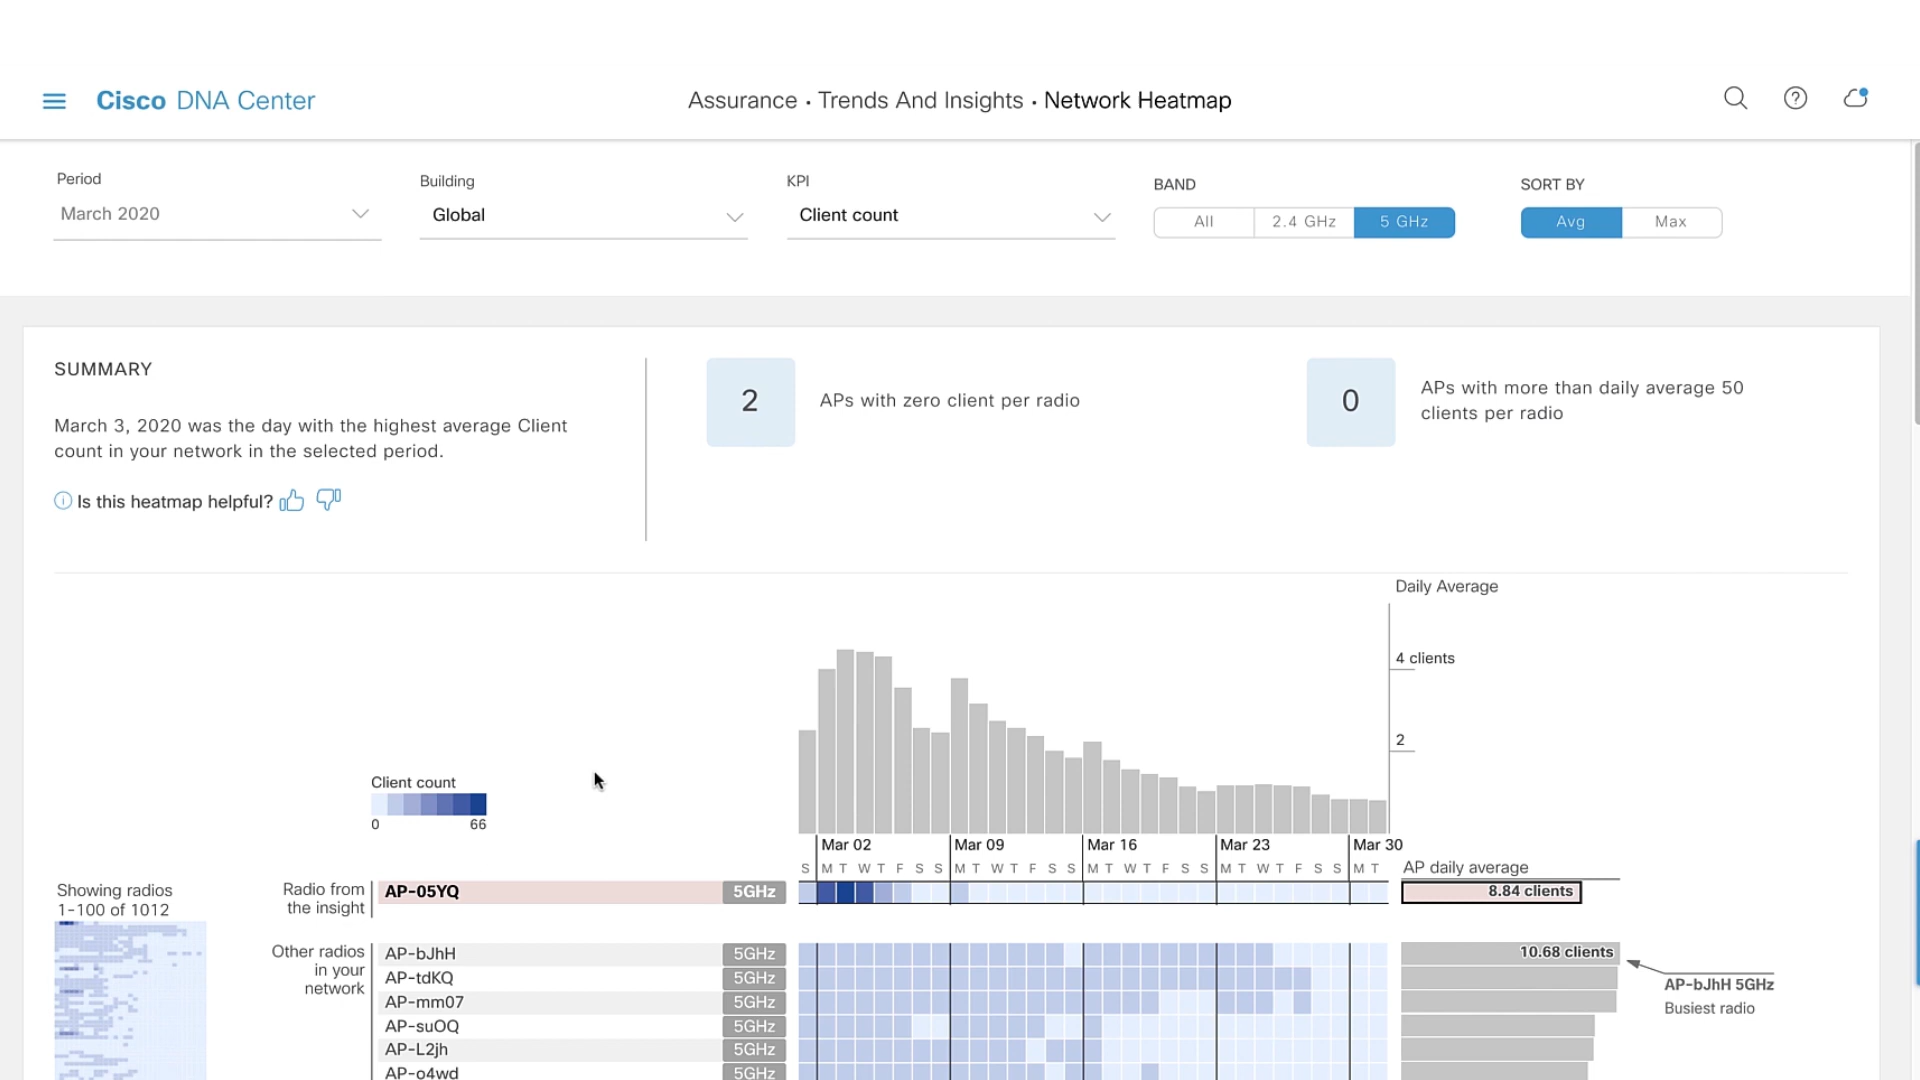 Cisco DNA Center
Assurance · Trends And Insights · Network Heatmap
Period
March 2020
Building
Global
KPI
Client count
BAND
All
2.4 GHz
5 GHz
SORT BY
Avg
Max
SUMMARY
March 3, 2020 was the day with the highest average Client
count in your network in the selected period.
Is this heatmap helpful?
2
APs with zero client per radio
0
APs with more than daily average 50
clients per radio
Daily Average
4 clients
2
Client count
0
66
Mar 02
Mar 09
Mar 16
Mar 23
Mar 30
S M T W T F S S M T W T F S S M T W T F S S M T W T F S S M T
AP daily average
Showing radios
1-100 of 1012
Radio from
the insight
AP-05YQ
5GHz
8.84 clients
Other radios
in your
network
AP-bJhH
5GHz
10.68 clients
AP-tdKQ
5GHz
AP-bJhH 5GHz
Busiest radio
AP-mm07
5GHz
AP-suOQ
5GHz
AP-L2jh
5GHz
AP-o4wd
5GHz